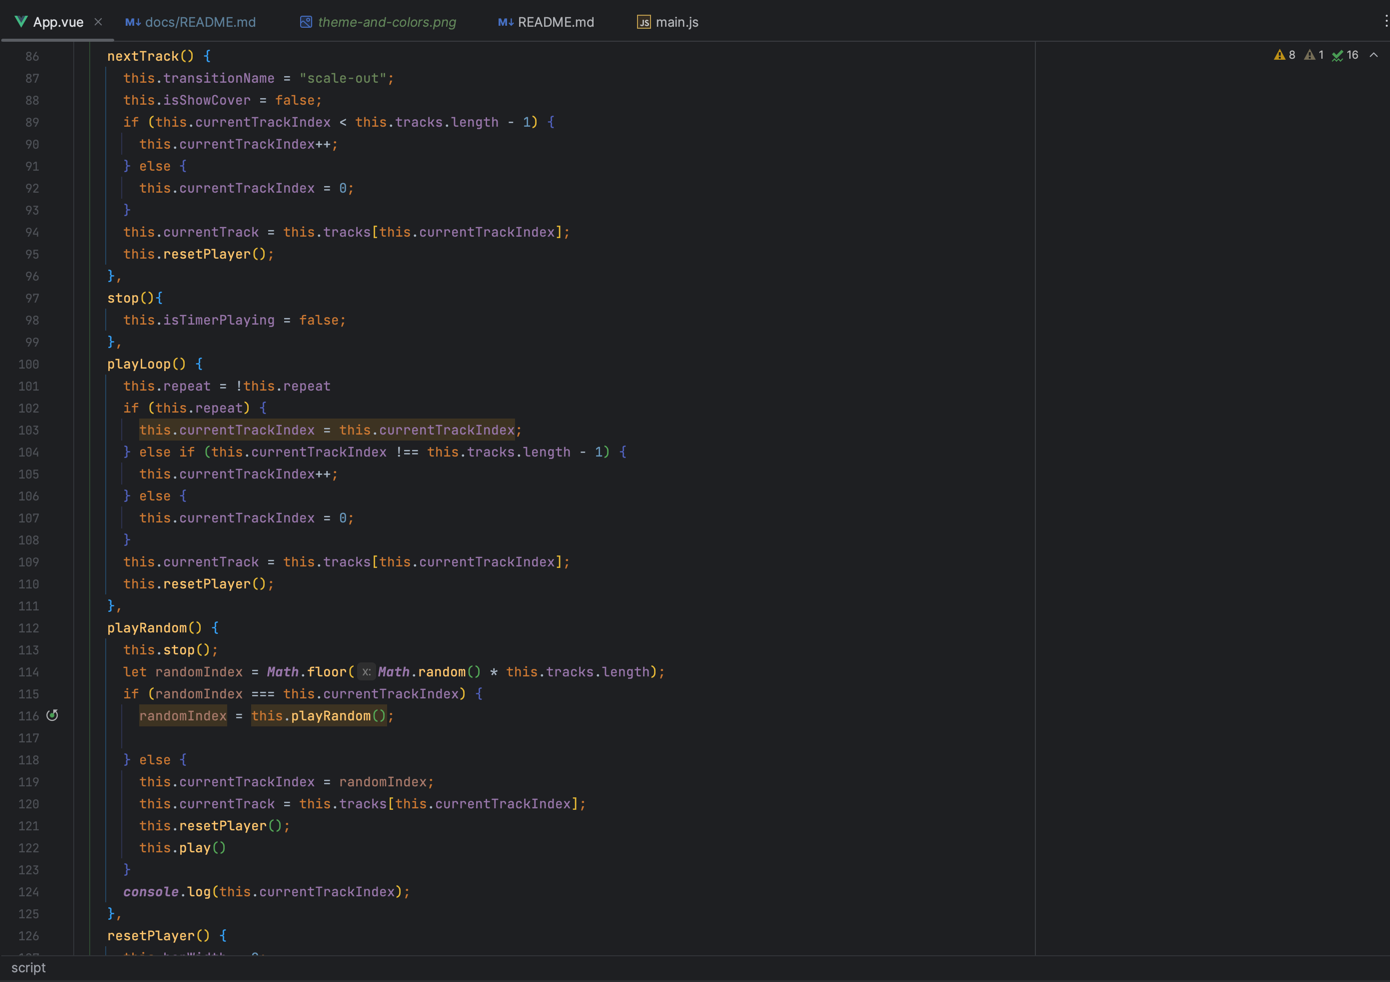 App.vue
docs/README.md
theme-and-colors.png
README.md
JS main.js
8 1 16
86 nextTrack() {
87 this.transitionName = "scale-out";
88 this.isShowCover = false;
89 if (this.currentTrackIndex < this.tracks.length - 1) {
90 this.currentTrackIndex++;
91 } else {
92 this.currentTrackIndex = 0;
93 }
94 this.currentTrack = this.tracks[this.currentTrackIndex];
95 this.resetPlayer();
96 },
97 stop(){
98 this.isTimerPlaying = false;
99 },
100 playLoop() {
101 this.repeat = !this.repeat
102 if (this.repeat) {
103 this.currentTrackIndex = this.currentTrackIndex;
104 } else if (this.currentTrackIndex !== this.tracks.length - 1) {
105 this.currentTrackIndex++;
106 } else {
107 this.currentTrackIndex = 0;
108 }
109 this.currentTrack = this.tracks[this.currentTrackIndex];
110 this.resetPlayer();
111 },
112 playRandom() {
113 this.stop();
114 let randomIndex = Math.floor( x: Math.random() * this.tracks.length);
115 if (randomIndex === this.currentTrackIndex) {
116 randomIndex = this.playRandom();
117
118 } else {
119 this.currentTrackIndex = randomIndex;
120 this.currentTrack = this.tracks[this.currentTrackIndex];
121 this.resetPlayer();
122 this.play()
123 }
124 console.log(this.currentTrackIndex);
125 },
126 resetPlayer() {
script